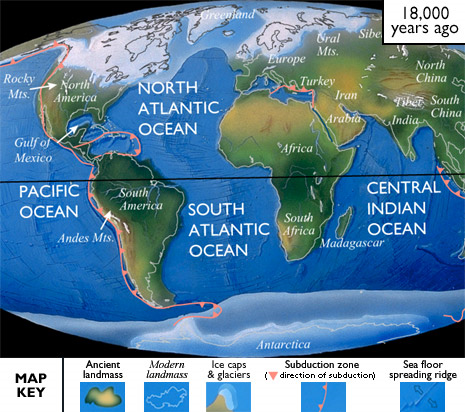 18,000
years ago
Greenland
Ural
Mts.
Europe
Rocky
Mts.
North
America
NORTH
ATLANTIC
OCEAN
Turkey
Iran
North
China
Tibet
South
China
Arabia
India
Gulf of
Mexico
Africa
PACIFIC
OCEAN
South
America
SOUTH
ATLANTIC
OCEAN
CENTRAL
INDIAN
OCEAN
South
Africa
Andes Mts.
Madagascar
Antarctica
MAP
KEY
Ancient
landmass
Modern
landmass
Ice caps
& glaciers
Subduction zone
( direction of subduction)
Sea floor
spreading ridge